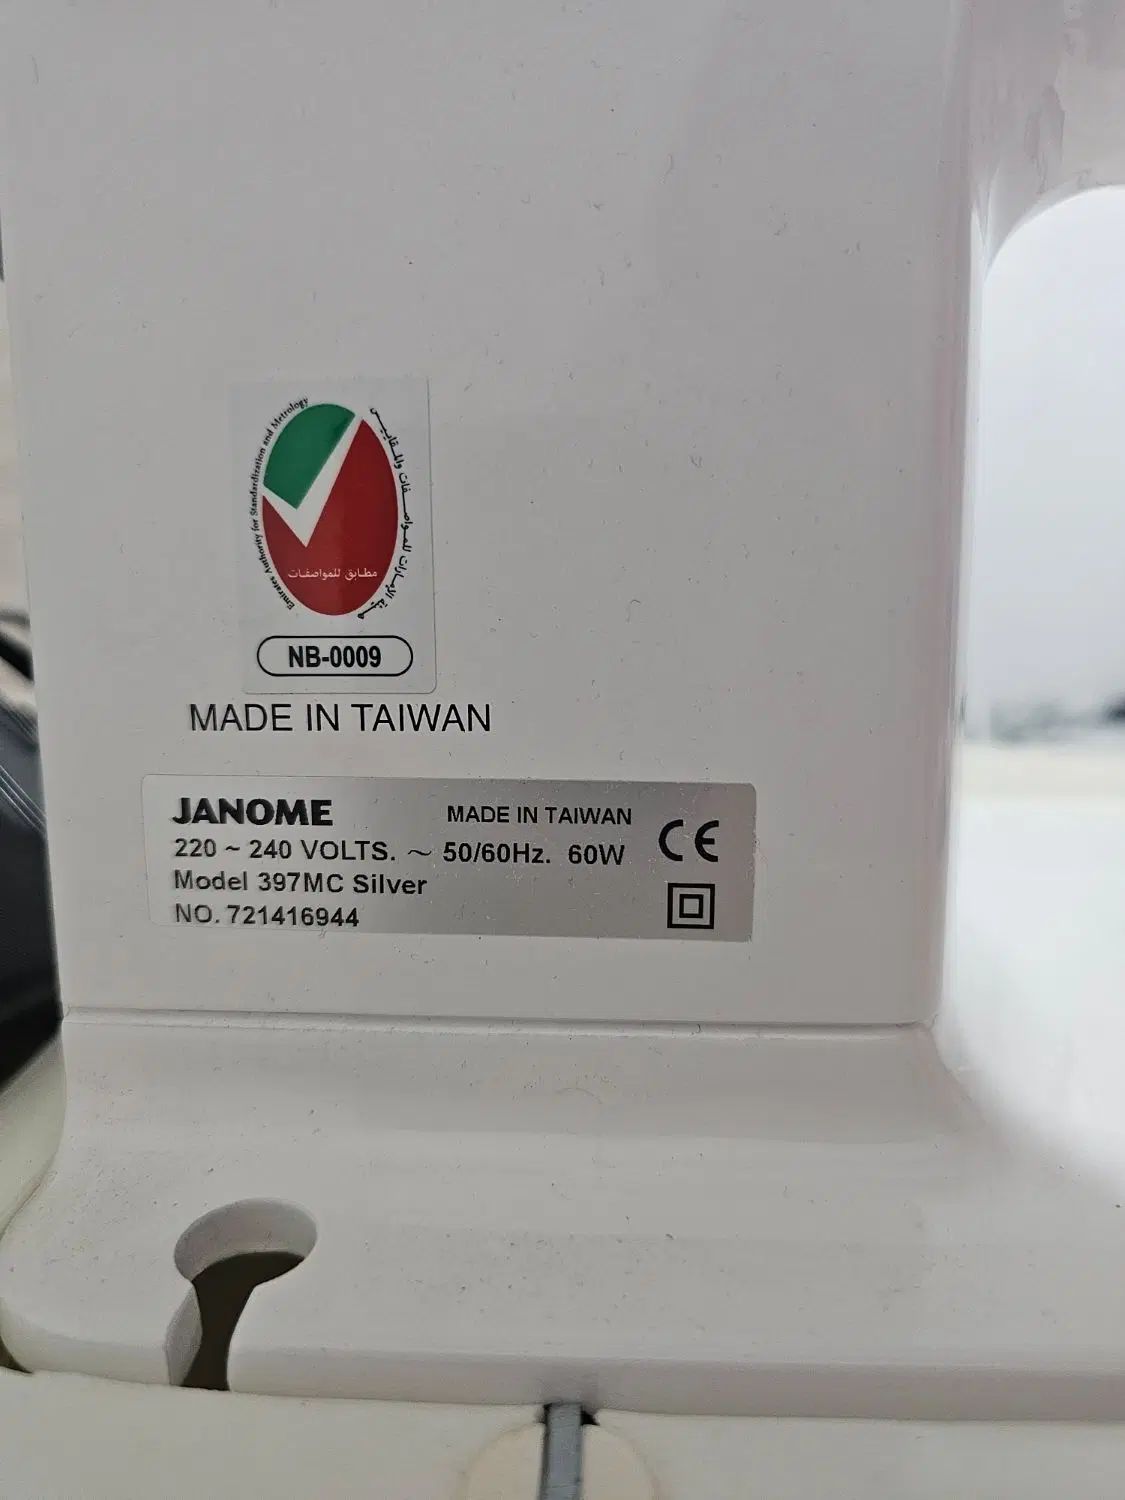 Emirates Authority for Standardization and Metrology
هيئة الإمارات للمواصفات والمقاييس
مطابق للمواصفات
NB-0009
MADE IN TAIWAN
JANOME MADE IN TAIWAN
220 ~ 240 VOLTS. ~ 50/60Hz. 60W CE
Model 397MC Silver
NO. 721416944